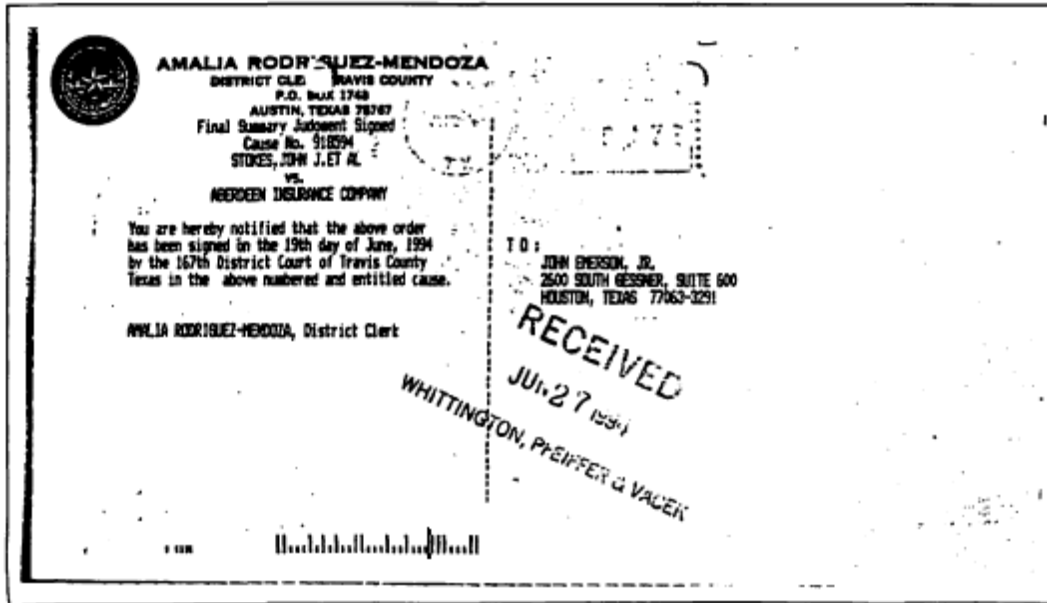 AMALIA RODRIGUEZ-MENDOZA
DISTRICT CLE TRAVIS COUNTY
P.O. BOX 1748
AUSTIN, TEXAS 78767
Final Summary Judgment Signed
Cause No. 918594
STOKES, JOHN J. ET AL
vs.
ABERDEEN INSURANCE COMPANY
You are hereby notified that the above order
has been signed on the 19th day of June, 1994
by the 167th District Court of Travis County
Texas in the above numbered and entitled cause.
AMALIA RODRIGUEZ-MENDOZA, District Clerk
TO:
JOHN EMERSON, JR.
2600 SOUTH GESSNER, SUITE 600
HOUSTON, TEXAS 77063-3291
RECEIVED
JUN 27 1994
WHITTINGTON, PFEIFFER & VACEK